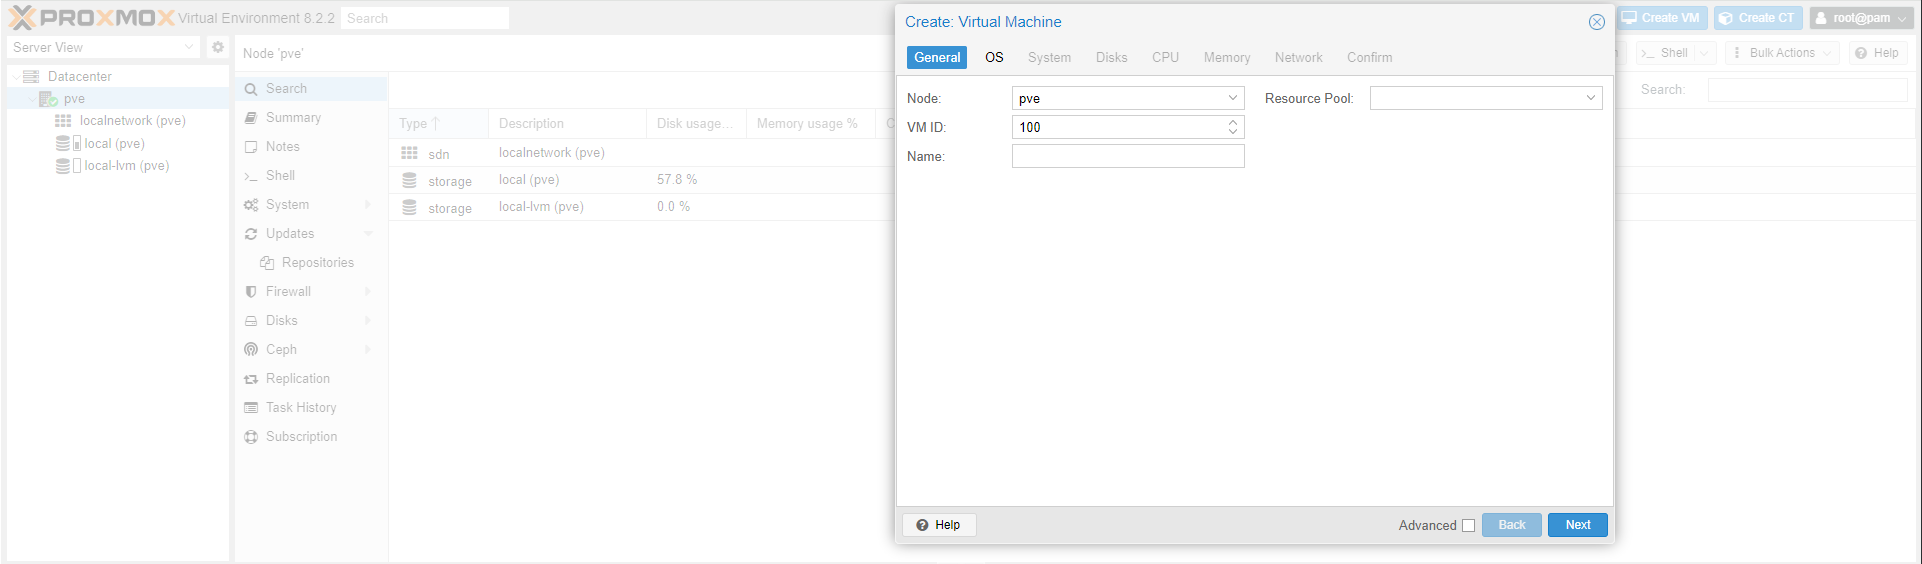 PROXMOX Virtual Environment 8.2.2 Search
Create VM Create CT root@pam
Server View
Datacenter
pve
localnetwork (pve)
local (pve)
local-lvm (pve)
Node 'pve'
Shell Bulk Actions Help
Search
Summary
Notes
Shell
System
Updates
Repositories
Firewall
Disks
Ceph
Replication
Task History
Subscription
Search:
Type Description Disk usage... Memory usage % C
sdn localnetwork (pve)
storage local (pve) 57.8 %
storage local-lvm (pve) 0.0 %
Create: Virtual Machine
General OS System Disks CPU Memory Network Confirm
Node: pve Resource Pool:
VM ID: 100
Name:
Help Advanced Back Next